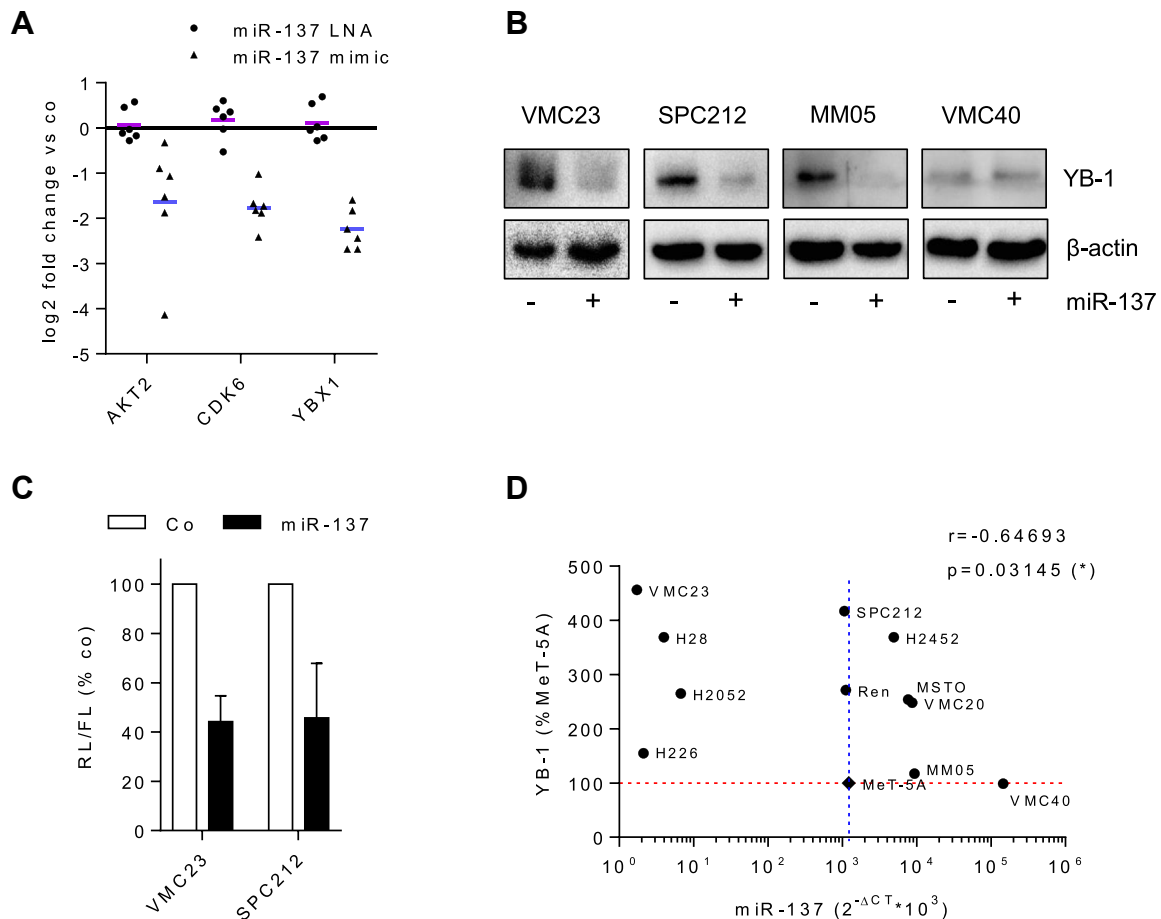 A
miR-137 LNA
miR-137 mimic
log2 fold change vs co
1
0
-1
-2
-3
-4
-5
AKT2
CDK6
YBX1
B
VMC23 SPC212 MM05 VMC40
YB-1
β-actin
- + - + - + - + miR-137
C
Co miR-137
RL/FL (% co)
100
80
60
40
20
0
VMC23
SPC212
D
r=-0.64693
p=0.03145 (*)
YB-1 (%MeT-5A)
500
400
300
200
100
0
VMC23
SPC212
H28
H2452
H2052
Ren
MSTO
VMC20
H226
MM05
MeT-5A
VMC40
10^0 10^1 10^2 10^3 10^4 10^5 10^6
miR-137 (2^-ΔCT*10^3)